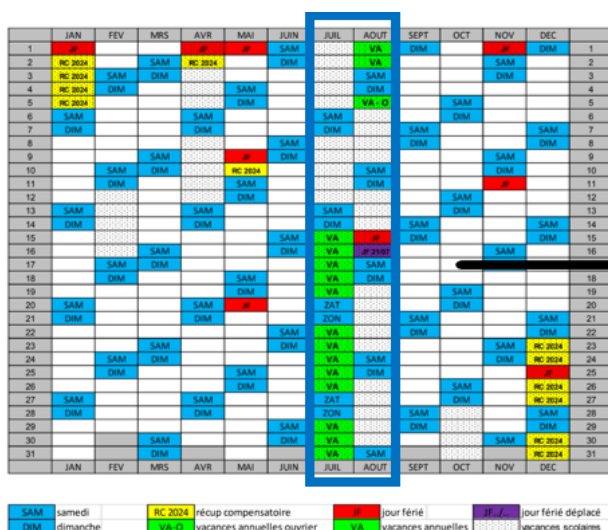 JAN FEV MRS AVR MAI JUIN JUIL AOUT SEPT OCT NOV DEC
1 JF JF JF SAM VA DIM JF DIM 1
2 RC 2024 SAM RC 2024 DIM VA SAM 2
3 RC 2024 SAM DIM SAM DIM 3
4 RC 2024 DIM SAM DIM 4
5 RC 2024 DIM VA - O SAM 5
6 SAM SAM SAM DIM 6
7 DIM DIM DIM SAM SAM 7
8 SAM DIM DIM 8
9 SAM JF DIM SAM 9
10 SAM DIM RC 2024 SAM DIM 10
11 DIM SAM DIM JF 11
12 DIM SAM 12
13 SAM SAM SAM DIM 13
14 DIM DIM DIM SAM SAM 14
15 SAM VA JF DIM DIM 15
16 SAM DIM VA JF 21/07 SAM 16
17 SAM DIM VA SAM
18 DIM SAM VA DIM 18
19 DIM VA SAM 19
20 SAM SAM JF ZAT DIM 20
21 DIM DIM ZON SAM SAM 21
22 SAM VA DIM DIM 22
23 SAM DIM VA SAM RC 2024 23
24 SAM DIM VA SAM DIM RC 2024 24
25 DIM SAM VA DIM JF 25
26 DIM VA SAM RC 2024 26
27 SAM SAM ZAT DIM RC 2024 27
28 DIM DIM ZON SAM SAM 28
29 SAM VA DIM DIM 29
30 SAM DIM VA SAM RC 2024 30
31 DIM VA SAM RC 2024 31
JAN FEV MRS AVR MAI JUIN JUIL AOUT SEPT OCT NOV DEC
SAM samedi RC 2024 récup compensatoire JF jour férié JF../.. jour férié déplacé
DIM dimanche VA-O vacances annuelles ouvrier VA vacances annuelles vacances scolaires